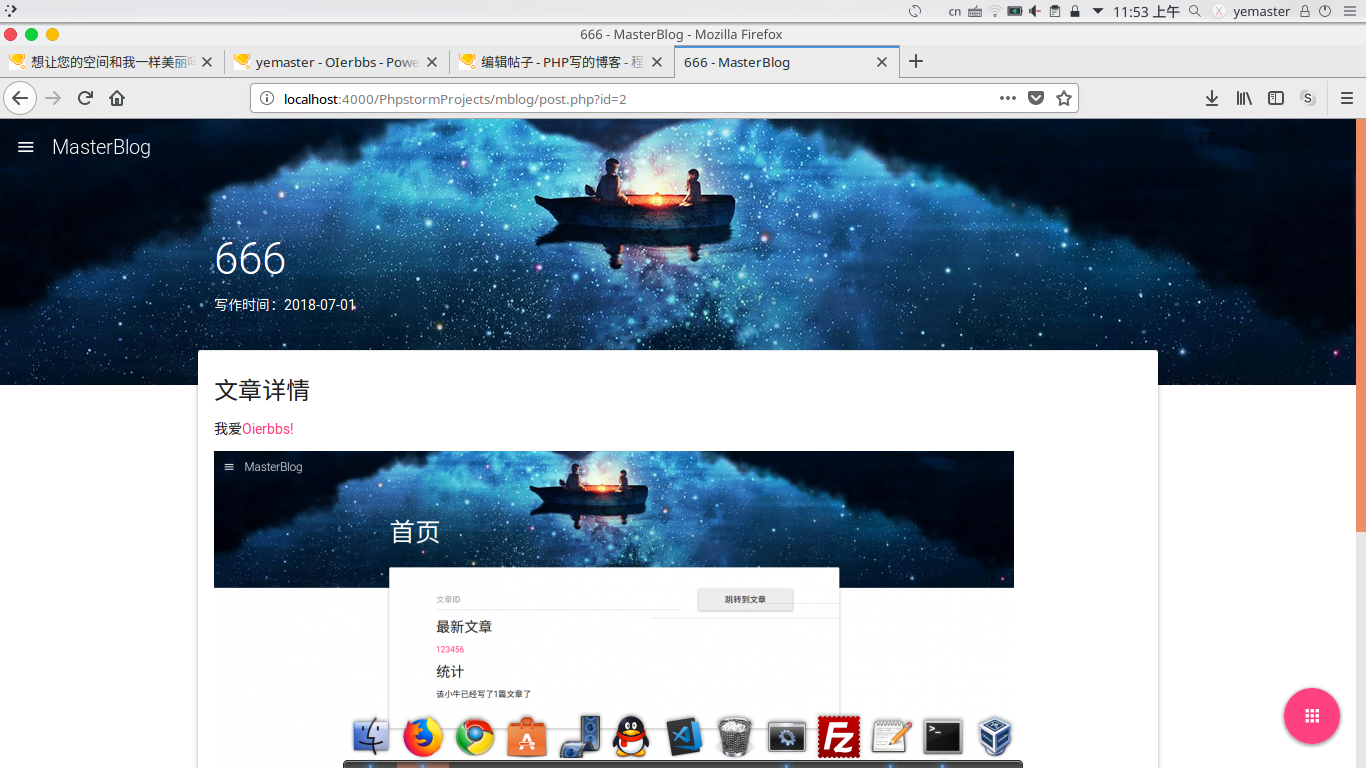 cn
11:53 上午
yemaster
666 - MasterBlog - Mozilla Firefox
想让您的空间和我一样美丽
yemaster - OIerbbs - Powe
编辑帖子 - PHP写的博客 - 程
666 - MasterBlog
localhost:4000/PhpstormProjects/mblog/post.php?id=2
S
MasterBlog
666
写作时间：2018-07-01
文章详情
我爱Oierbbs!
MasterBlog
首页
文章ID
跳转到文章
最新文章
123456
统计
该小牛已经写了1篇文章了
Fz